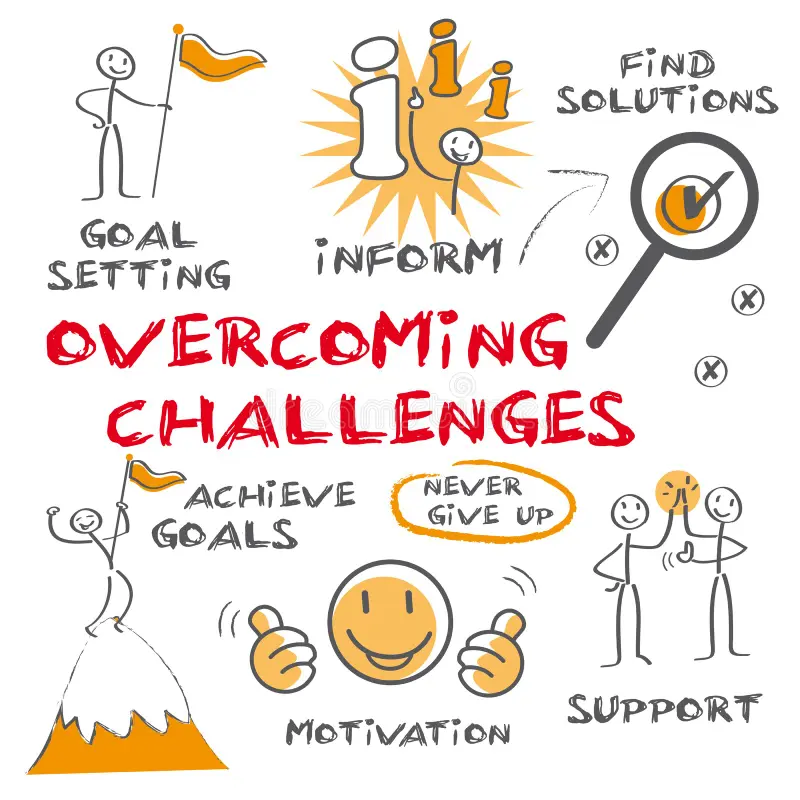 FiND
SOLUTIONS
GOAL
SETTING
iNFORM
OVERCOMiNG
CHALLENGES
ACHiEVE
GOALS
NEVER
GiVE UP
MOTiVATiON
SUPPORT